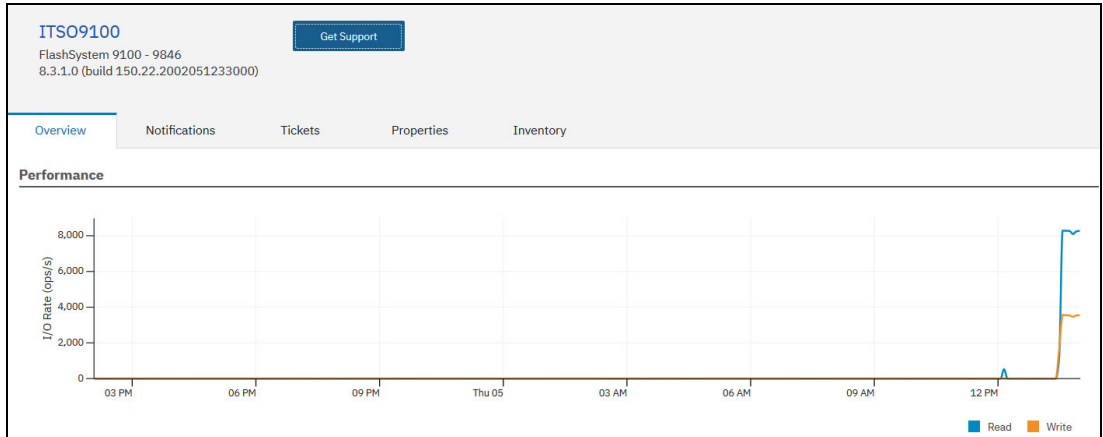 ITSO9100
Get Support
FlashSystem 9100 - 9846
8.3.1.0 (build 150.22.2002051233000)
Overview Notifications Tickets Properties Inventory
Performance
I/O Rate (ops/s)
8,000
6,000
4,000
2,000
0
03 PM 06 PM 09 PM Thu 05 03 AM 06 AM 09 AM 12 PM
Read Write